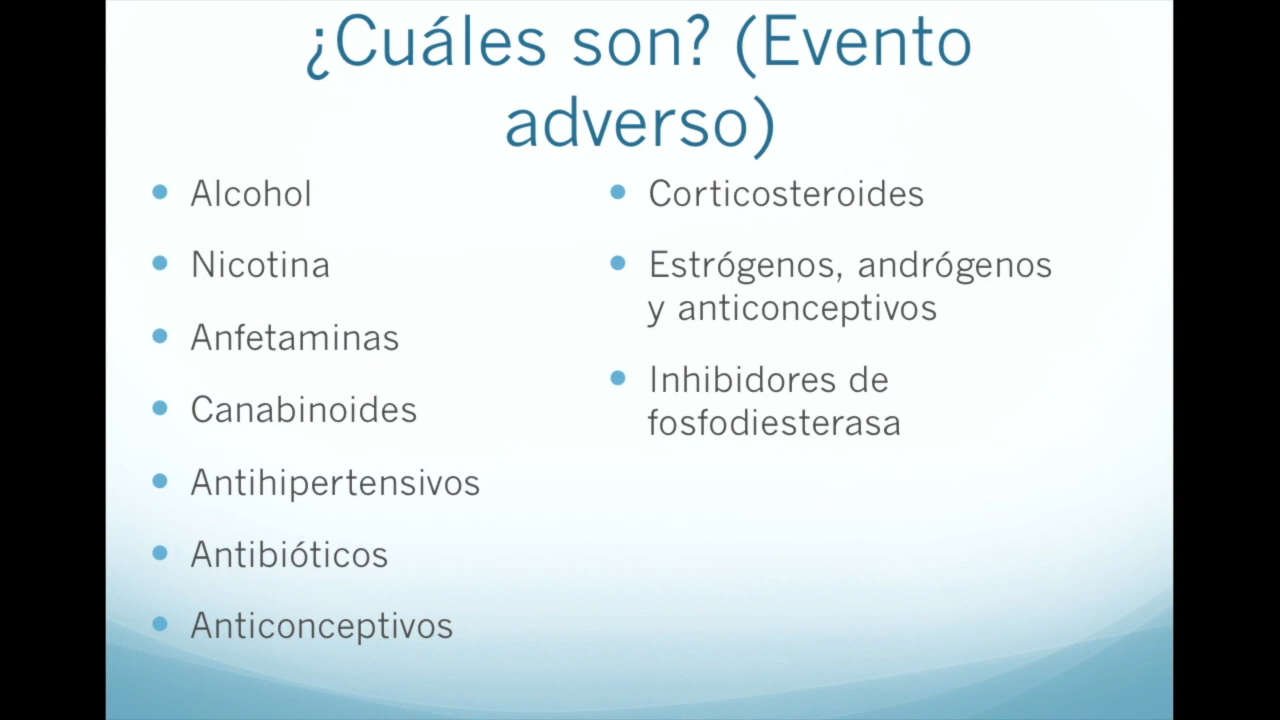 ¿Cuáles son? (Evento
adverso)
• Alcohol
• Nicotina
• Anfetaminas
• Canabinoides
• Antihipertensivos
• Antibióticos
• Anticonceptivos
• Corticosteroides
• Estrógenos, andrógenos
y anticonceptivos
• Inhibidores de
fosfodiesterasa